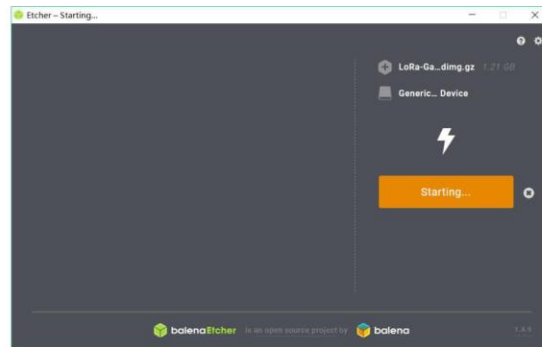 Etcher – Starting...
LoRa-Ga...dimg.gz 1.21 GB
Generic... Device
Starting...
balenaEtcher is an open source project by balena